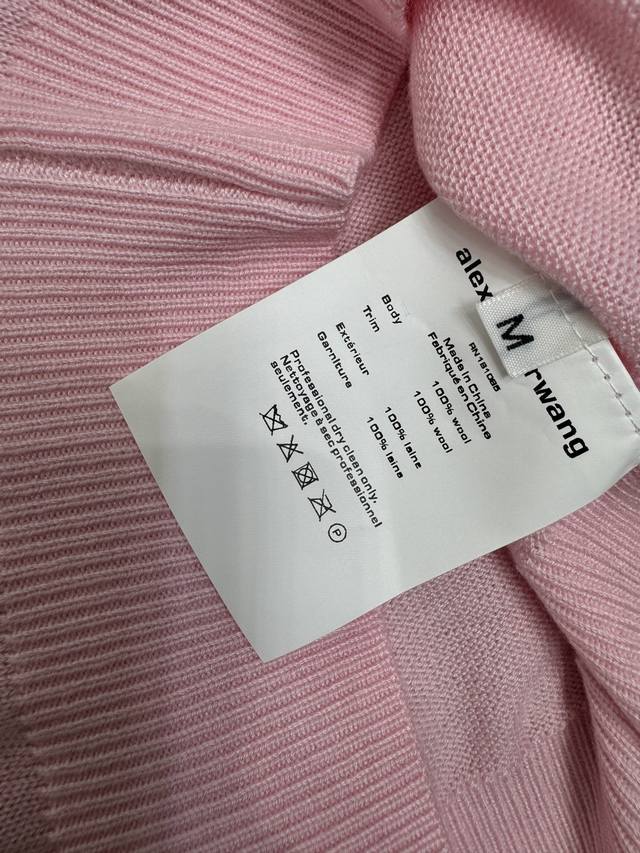 alex
rwang
M
RN151085
Made in China
Fabriqué en Chine
Body 100% wool
Trim 100% wool
Extérieur 100% laine
Garniture 100% laine
Professional dry clean only.
Nettoyage à sec professionnel
seulement.
P